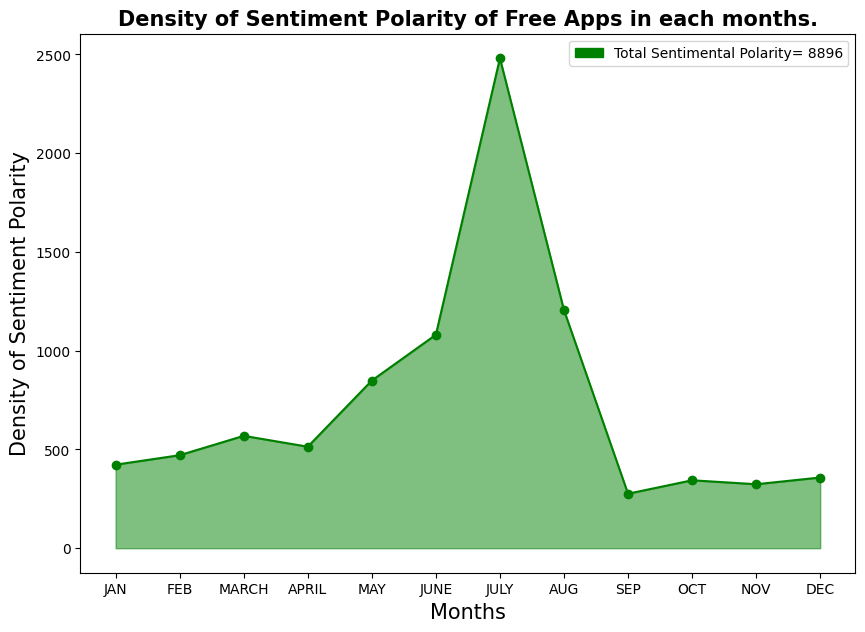 Density of Sentiment Polarity of Free Apps in each months.
Total Sentimental Polarity= 8896
Density of Sentiment Polarity
2500
2000
1500
1000
500
0
JAN FEB MARCH APRIL MAY JUNE JULY AUG SEP OCT NOV DEC
Months